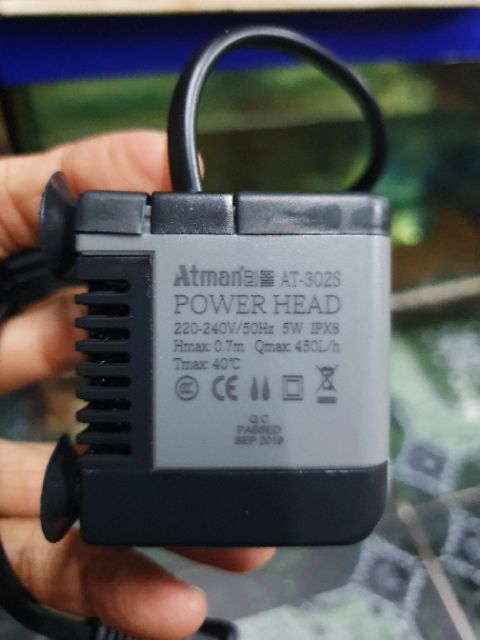 Atman AT-302S
POWER HEAD
220-240V/50Hz 5W IPX8
Hmax: 0.7m Qmax: 450L/h
Tmax: 40℃
CE
QC
PASSED
SEP 2019